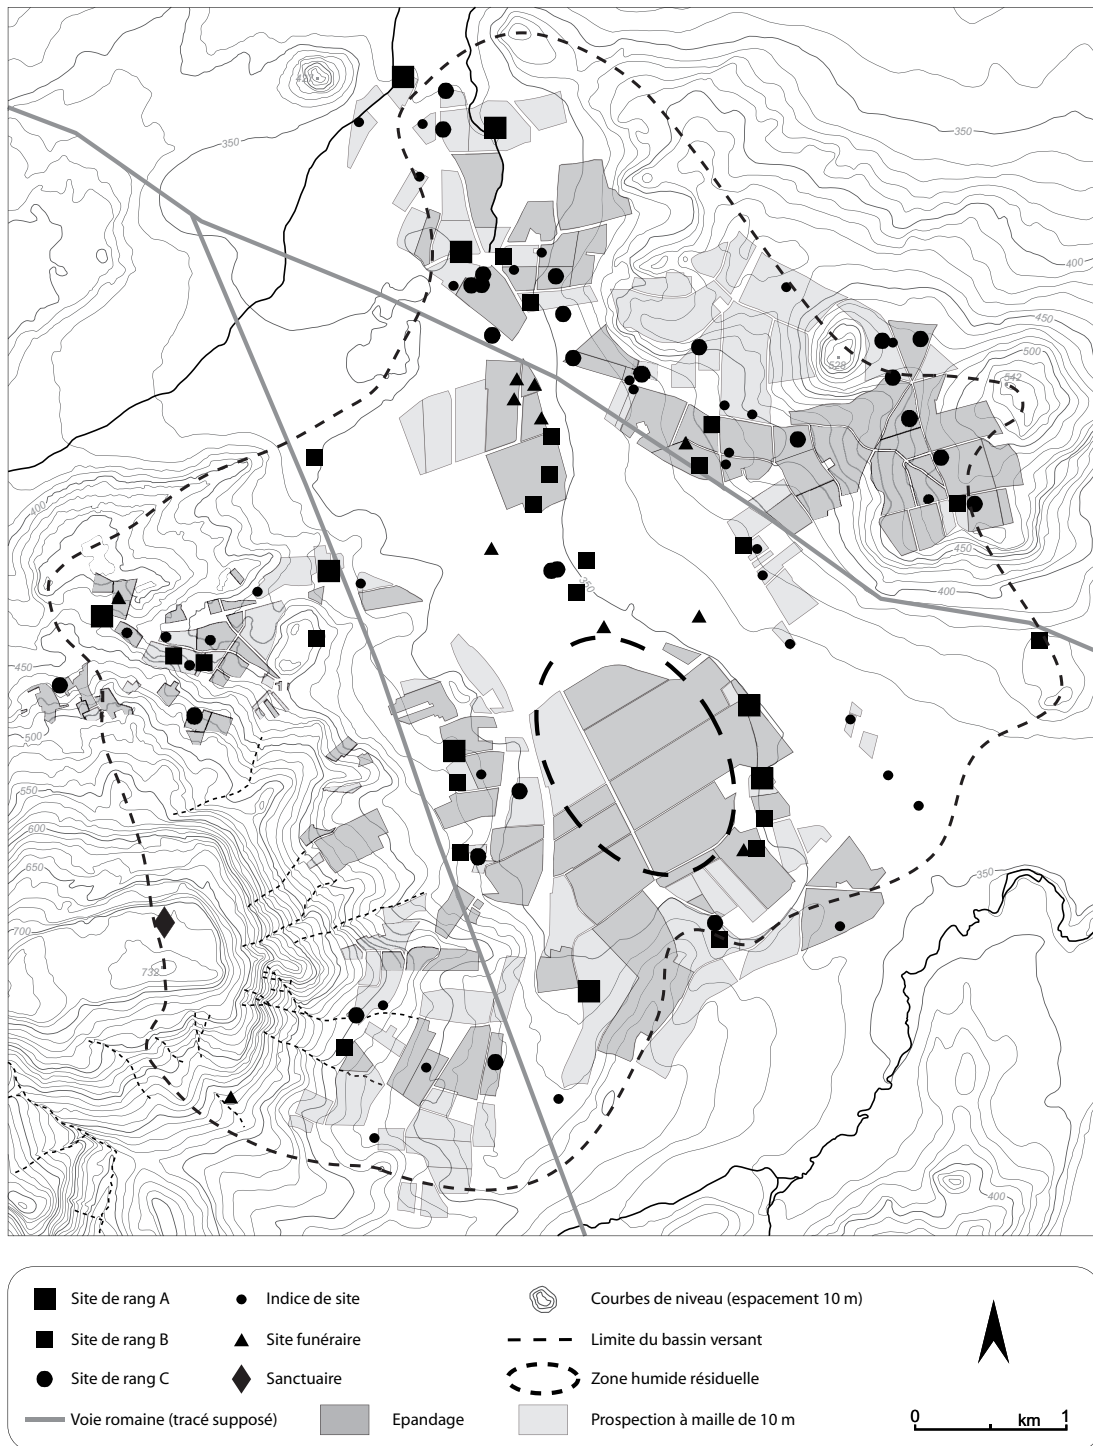 427
350
350
400
450
500
528
542
400
450
400
350
450
500
550
600
650
700
732
350
400
Site de rang A
Indice de site
Courbes de niveau (espacement 10 m)
Site de rang B
Site funéraire
Limite du bassin versant
Site de rang C
Sanctuaire
Zone humide résiduelle
Voie romaine (tracé supposé)
Epandage
Prospection à maille de 10 m
0 km 1